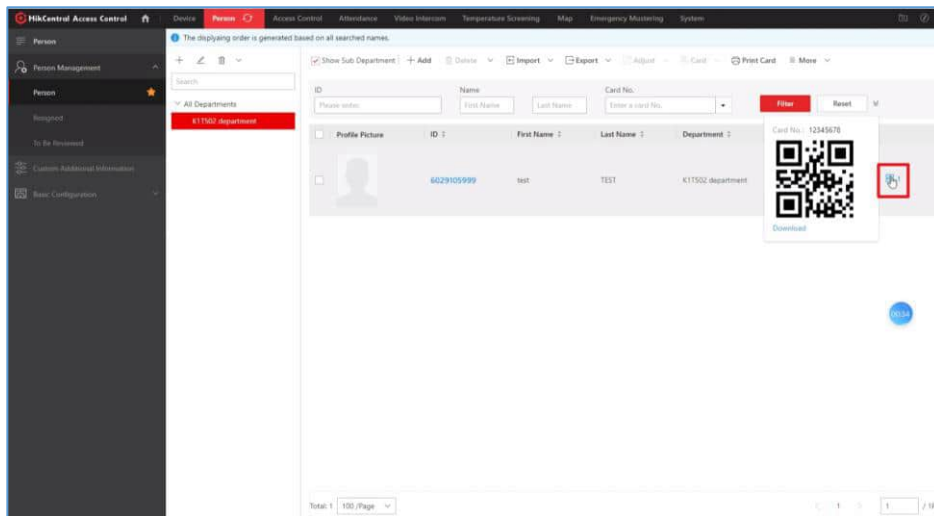 HikCentral Access Control
Device Person Access Control Attendance Video Intercom Temperature Screening Map Emergency Mustering System
Person
Person Management
Person
Resigned
To Be Reviewed
Custom Additional Information
Basic Configuration
The displyaing order is generated based on all searched names.
Search
All Departments
K1T502 department
Show Sub Department Add Delete Import Export Adjust Card Print Card More
ID Name Card No.
Please enter. First Name Last Name Enter a card No. Filter Reset
Profile Picture ID First Name Last Name Department
Card No.: 12345678
6029105999 test TEST K1T502 department
Download
00:34
Total: 1 100 /Page 1 1